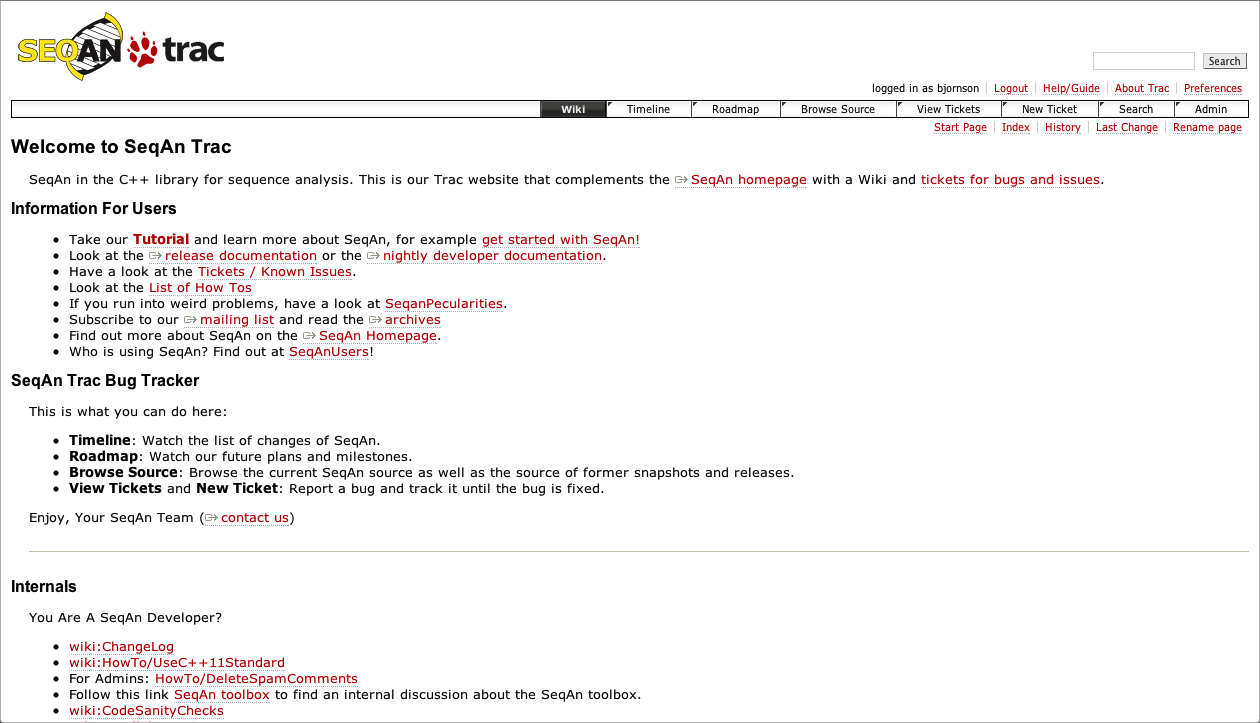 SEQAN trac
Search
logged in as bjornson Logout Help/Guide About Trac Preferences
Wiki Timeline Roadmap Browse Source View Tickets New Ticket Search Admin
Start Page Index History Last Change Rename page
Welcome to SeqAn Trac
SeqAn in the C++ library for sequence analysis. This is our Trac website that complements the SeqAn homepage with a Wiki and tickets for bugs and issues.
Information For Users
Take our Tutorial and learn more about SeqAn, for example get started with SeqAn!
Look at the release documentation or the nightly developer documentation.
Have a look at the Tickets / Known Issues.
Look at the List of How Tos
If you run into weird problems, have a look at SeqanPecularities.
Subscribe to our mailing list and read the archives
Find out more about SeqAn on the SeqAn Homepage.
Who is using SeqAn? Find out at SeqAnUsers!
SeqAn Trac Bug Tracker
This is what you can do here:
Timeline: Watch the list of changes of SeqAn.
Roadmap: Watch our future plans and milestones.
Browse Source: Browse the current SeqAn source as well as the source of former snapshots and releases.
View Tickets and New Ticket: Report a bug and track it until the bug is fixed.
Enjoy, Your SeqAn Team (contact us)
Internals
You Are A SeqAn Developer?
wiki:ChangeLog
wiki:HowTo/UseC++11Standard
For Admins: HowTo/DeleteSpamComments
Follow this link SeqAn toolbox to find an internal discussion about the SeqAn toolbox.
wiki:CodeSanityChecks